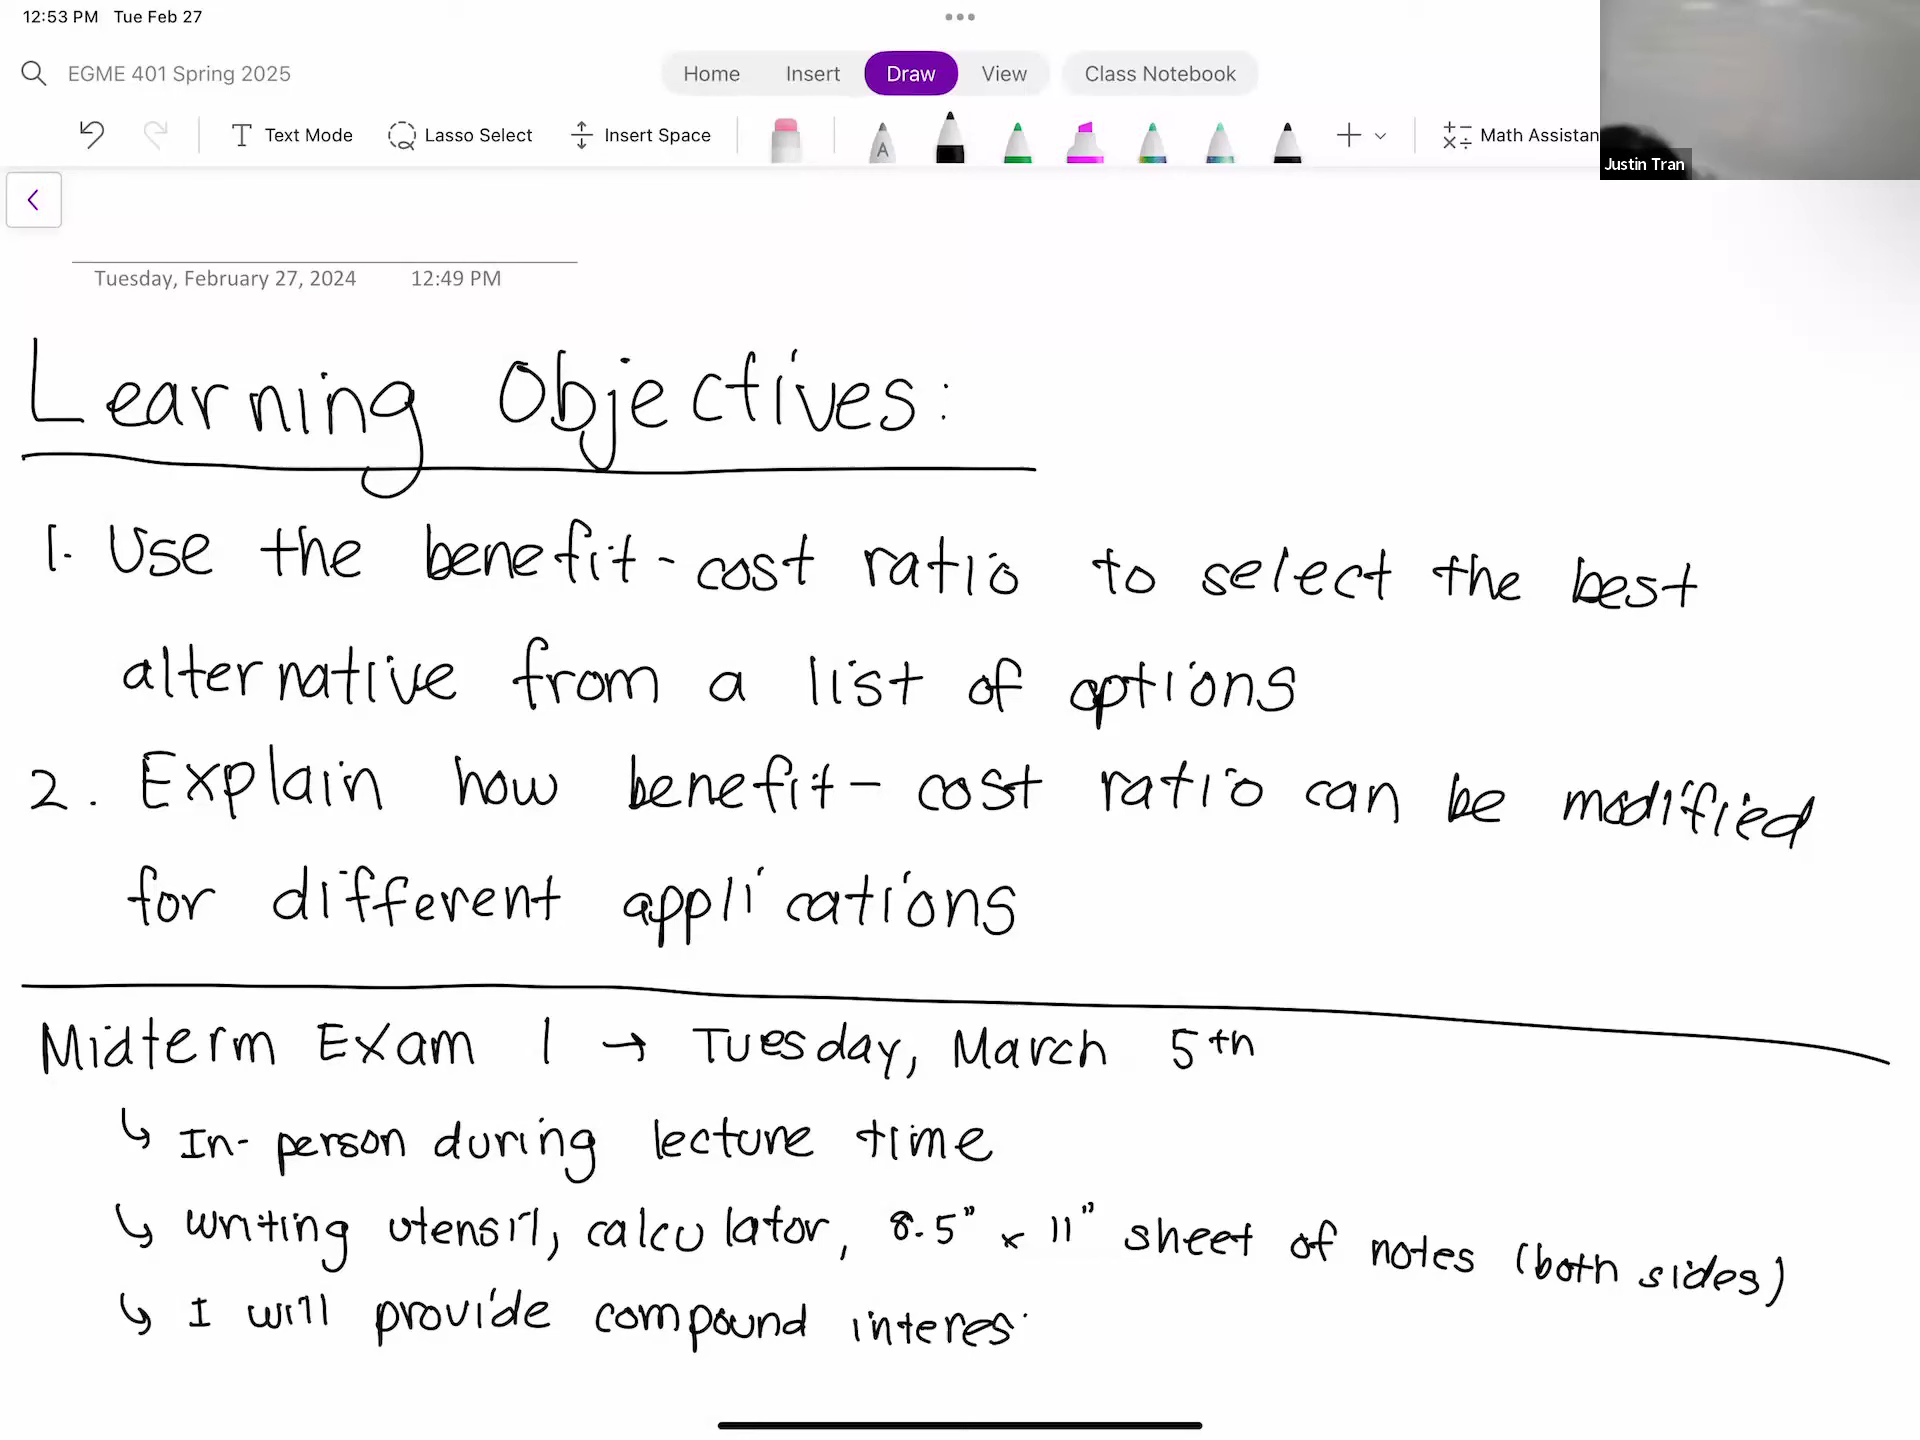 12:53 PM Tue Feb 27
EGME 401 Spring 2025
Home Insert Draw View Class Notebook
Text Mode Lasso Select Insert Space A Math Assistan
Justin Tran
Tuesday, February 27, 2024 12:49 PM
Learning Objectives:
1. Use the benefit-cost ratio to select the best
alternative from a list of options
2. Explain how benefit-cost ratio can be modified
for different applications
Midterm Exam 1 → Tuesday, March 5th
↳ In-person during lecture time
↳ writing utensil, calculator, 8.5" x 11" sheet of notes (both sides)
↳ I will provide compound interes